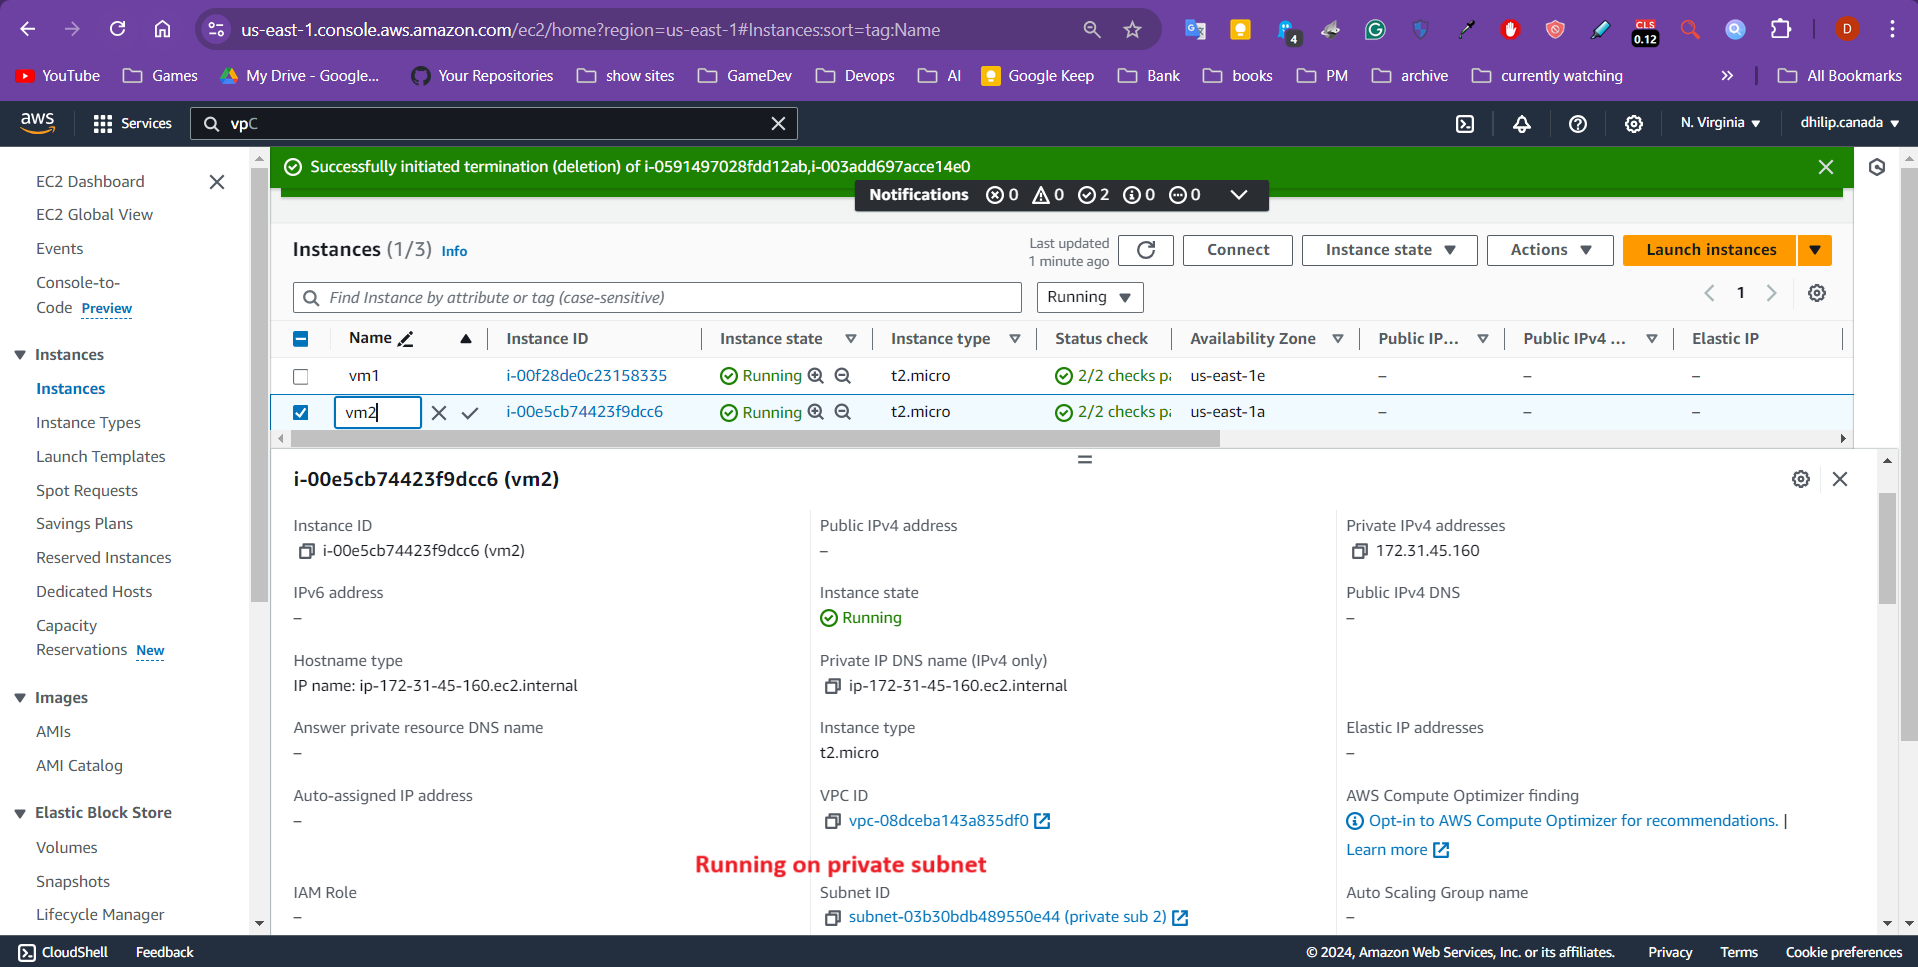 us-east-1.console.aws.amazon.com/ec2/home?region=us-east-1#Instances:sort=tag:Name
4
CLS
0.12
D
YouTube Games My Drive - Google... Your Repositories show sites GameDev Devops AI Google Keep Bank books PM archive currently watching » All Bookmarks
aws Services vpC N. Virginia dhilip.canada
Successfully initiated termination (deletion) of i-0591497028fdd12ab,i-003add697acce14e0
Notifications 0 0 2 0 0
EC2 Dashboard
EC2 Global View
Events
Console-to-
Code Preview
Instances
Instances
Instance Types
Launch Templates
Spot Requests
Savings Plans
Reserved Instances
Dedicated Hosts
Capacity
Reservations New
Images
AMIs
AMI Catalog
Elastic Block Store
Volumes
Snapshots
Lifecycle Manager
Instances (1/3) Info
Last updated
1 minute ago
Connect Instance state Actions Launch instances
Find Instance by attribute or tag (case-sensitive)
Running
1
Name Instance ID Instance state Instance type Status check Availability Zone Public IP... Public IPv4 ... Elastic IP
vm1 i-00f28de0c23158335 Running t2.micro 2/2 checks pa us-east-1e – – –
vm2 i-00e5cb74423f9dcc6 Running t2.micro 2/2 checks pa us-east-1a – – –
i-00e5cb74423f9dcc6 (vm2)
Instance ID
i-00e5cb74423f9dcc6 (vm2)
Public IPv4 address
–
Private IPv4 addresses
172.31.45.160
IPv6 address
–
Instance state
Running
Public IPv4 DNS
–
Hostname type
IP name: ip-172-31-45-160.ec2.internal
Private IP DNS name (IPv4 only)
ip-172-31-45-160.ec2.internal
Answer private resource DNS name
–
Instance type
t2.micro
Elastic IP addresses
–
Auto-assigned IP address
–
VPC ID
vpc-08dceba143a835df0
AWS Compute Optimizer finding
Opt-in to AWS Compute Optimizer for recommendations. |
Learn more
Running on private subnet
IAM Role
–
Subnet ID
subnet-03b30bdb489550e44 (private sub 2)
Auto Scaling Group name
–
CloudShell Feedback © 2024, Amazon Web Services, Inc. or its affiliates. Privacy Terms Cookie preferences